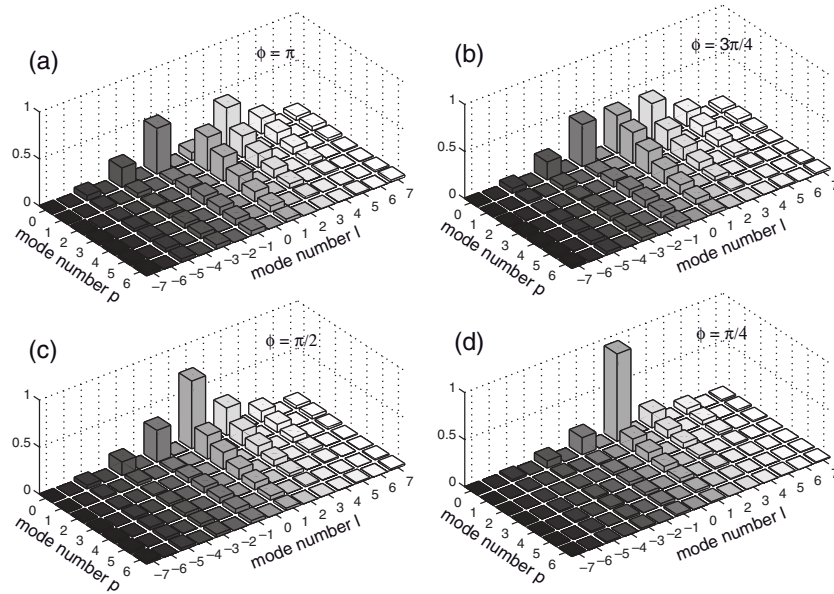 (a)
ϕ = π
1
0.5
0
0 1 2 3 4 5 6
mode number p
−7 −6 −5 −4 −3 −2 −1 0 1 2 3 4 5 6 7
mode number l
(b)
ϕ = 3π/4
1
0.5
0
0 1 2 3 4 5 6
mode number p
−7 −6 −5 −4 −3 −2 −1 0 1 2 3 4 5 6 7
mode number l
(c)
ϕ = π/2
1
0.5
0
0 1 2 3 4 5 6
mode number p
−7 −6 −5 −4 −3 −2 −1 0 1 2 3 4 5 6 7
mode number l
(d)
ϕ = π/4
1
0.5
0
0 1 2 3 4 5 6
mode number p
−7 −6 −5 −4 −3 −2 −1 0 1 2 3 4 5 6 7
mode number l